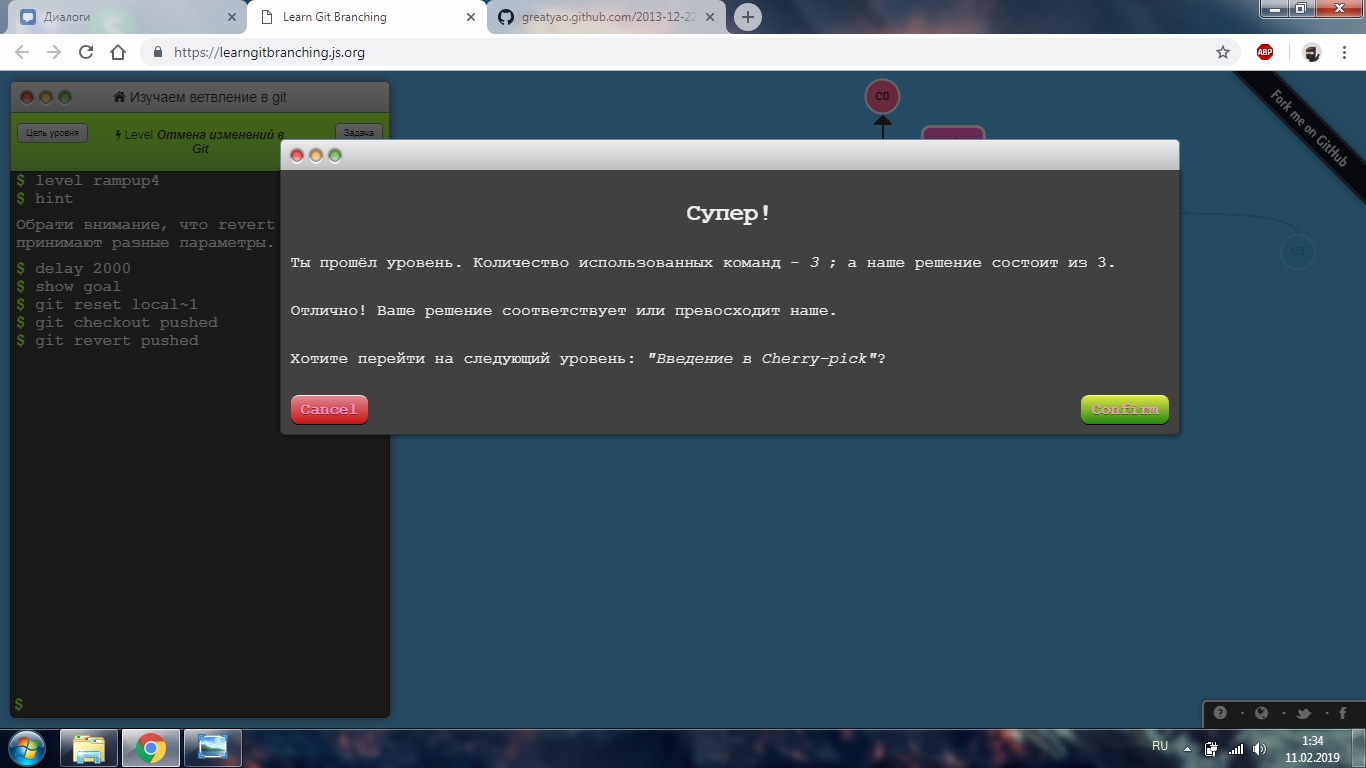 Диалоги
Learn Git Branching
greatyao.github.com/2013-12-22
https://learngitbranching.js.org
ABP
Изучаем ветвление в git
Цель уровня
Level Отмена изменений в
Git
Задача
$ level rampup4
$ hint
Обрати внимание, что revert
принимают разные параметры.
$ delay 2000
$ show goal
$ git reset local~1
$ git checkout pushed
$ git revert pushed
$
C0
C3
Fork me on GitHub
Супер!
Ты прошёл уровень. Количество использованных команд - 3 ; а наше решение состоит из 3.
Отлично! Ваше решение соответствует или превосходит наше.
Хотите перейти на следующий уровень: "Введение в Cherry-pick"?
Cancel
Confirm
RU
1:34
11.02.2019